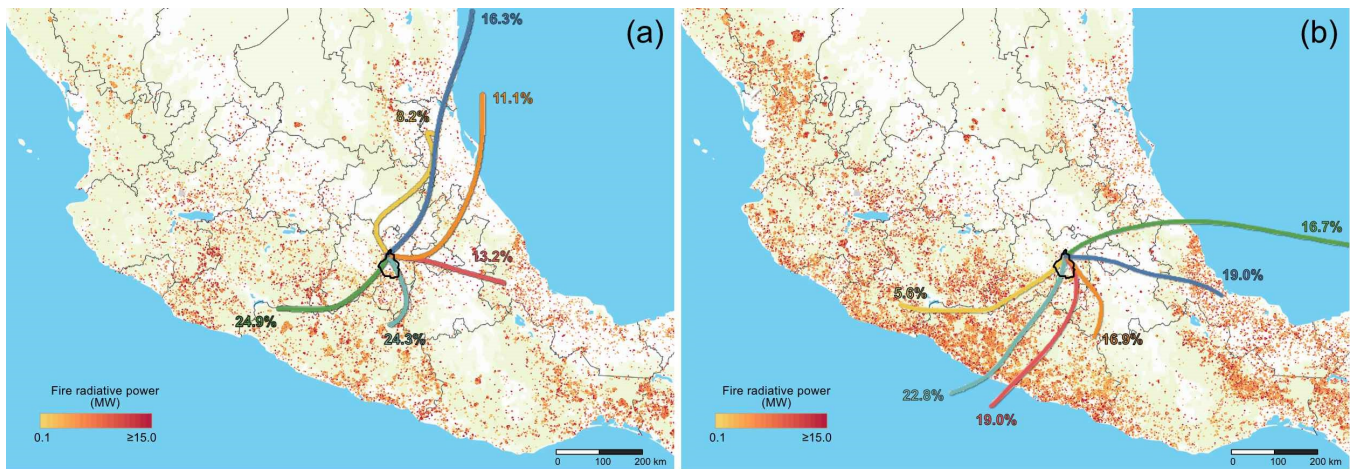 (a)
16.3%
11.1%
8.2%
13.2%
24.9%
24.3%
Fire radiative power
(MW)
0.1 ≥15.0
0 100 200 km
(b)
16.7%
19.0%
5.6%
16.9%
22.8%
19.0%
Fire radiative power
(MW)
0.1 ≥15.0
0 100 200 km